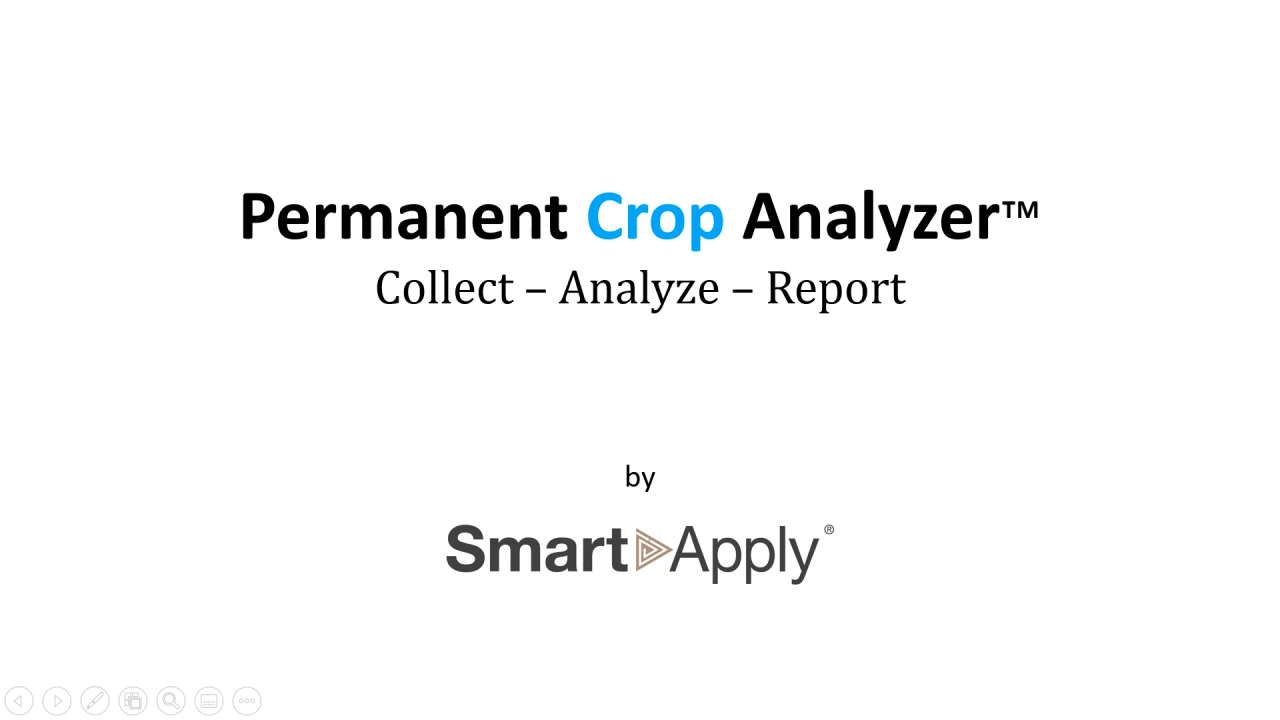 Permanent Crop Analyzer™
Collect – Analyze – Report
by
Smart Apply®